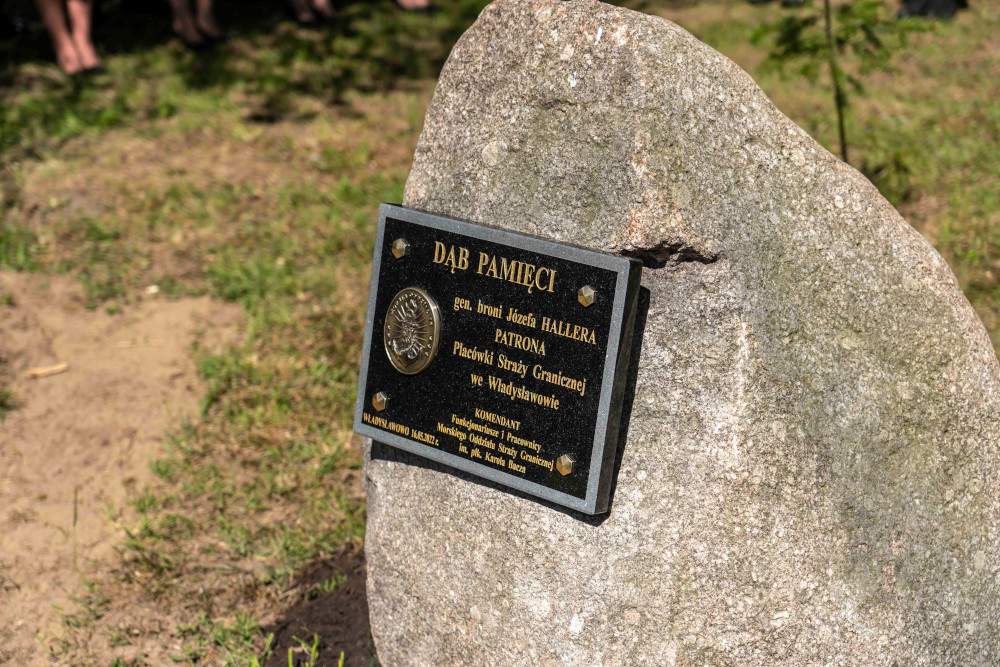 DĄB PAMIĘCI
gen. broni Józefa HALLERA
PATRONA
Placówki Straży Granicznej
we Władysławowie
KOMENDANT
Funkcjonariusze i Pracownicy
Morskiego Oddziału Straży Granicznej
im. płk. Karola Bacza
WŁADYSŁAWOWO 16.05.2022 r.